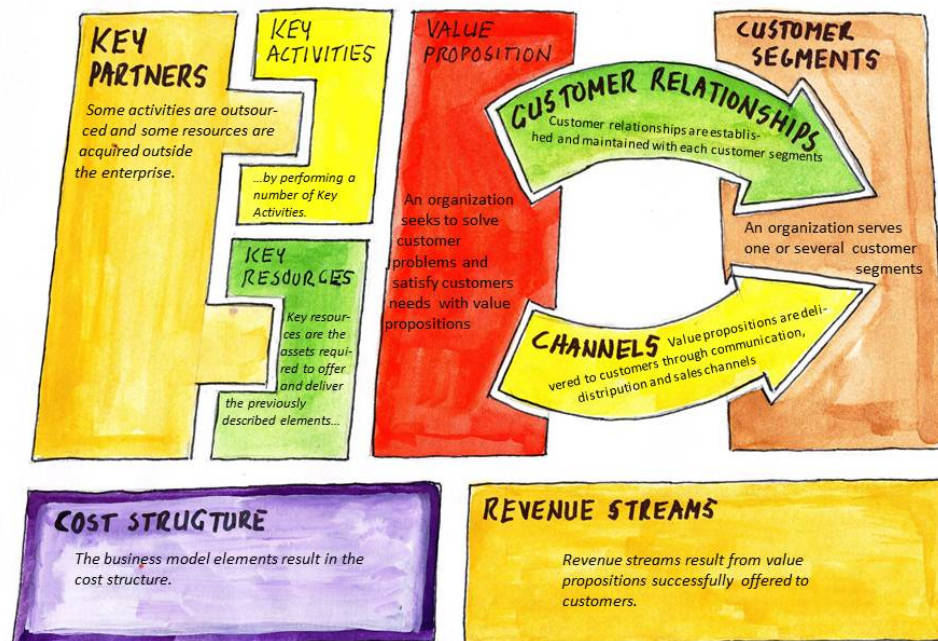 KEY
PARTNERS
Some activities are outsour-
ced and some resources are
acquired outside
the enterprise.
KEY
ACTIVITIES
...by performing a
number of Key
Activities.
KEY
RESOURCES
Key resour-
ces are the
assets requi-
red to offer
and deliver
the previously
described elements...
VALUE
PROPOSITION
An organization
seeks to solve
customer
problems and
satisfy customers
needs with value
propositions
CUSTOMER RELATIONSHIPS
Customer relationships are establis-
hed and maintained with each customer segments
CHANNELS Value propositions are deli-
vered to customers through communication,
distripution and sales channels
CUSTOMER
SEGMENTS
An organization serves
one or several customer
segments
COST STRUCTURE
The business model elements result in the
cost structure.
REVENUE STREAMS
Revenue streams result from value
propositions successfully offered to
customers.